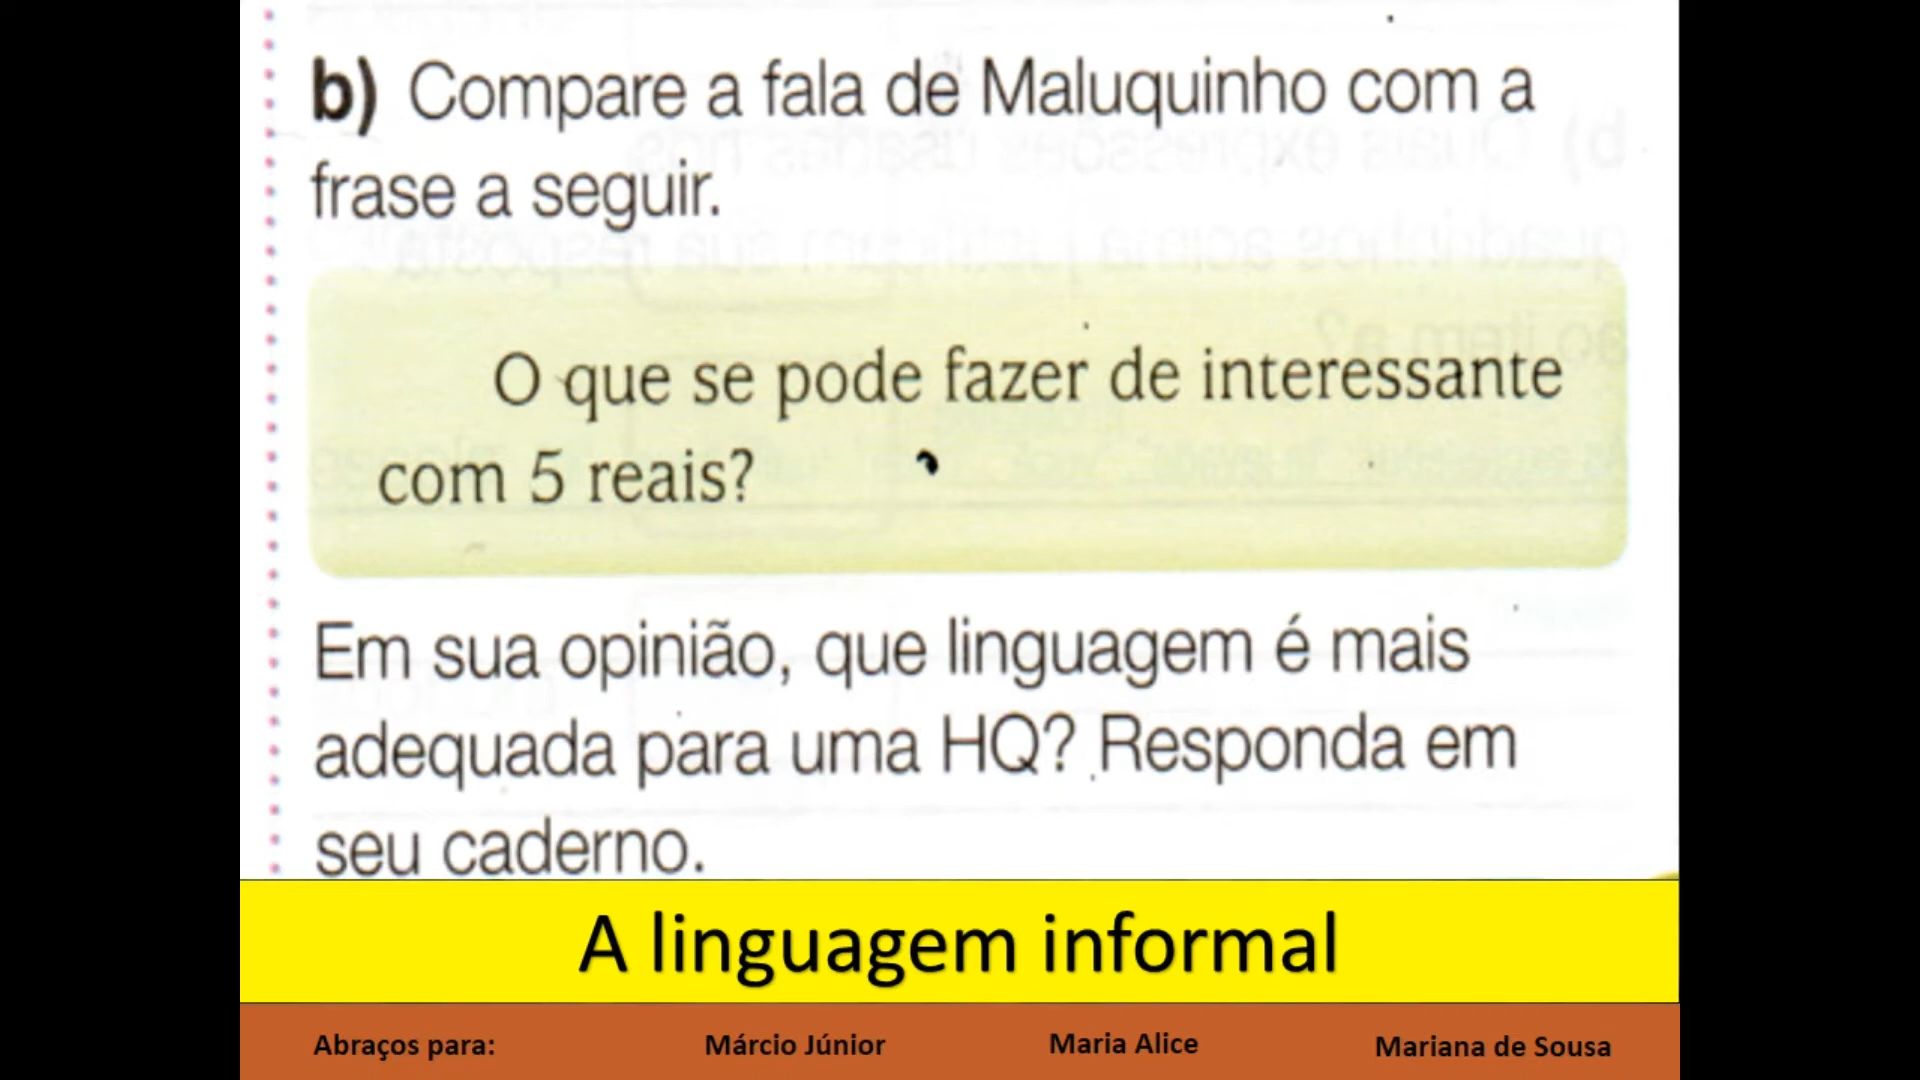 b) Compare a fala de Maluquinho com a
frase a seguir.
O que se pode fazer de interessante
com 5 reais?
Em sua opinião, que linguagem é mais
adequada para uma HQ? Responda em
seu caderno.
A linguagem informal
Abraços para: Márcio Júnior Maria Alice Mariana de Sousa